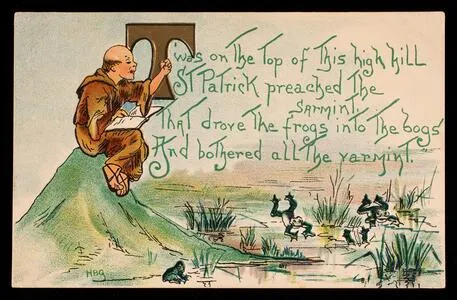 Twas on the top of this high hill
St Patrick preached the
sarmint..
That drove the frogs into the bogs
And bothered all the varmint."
HBG